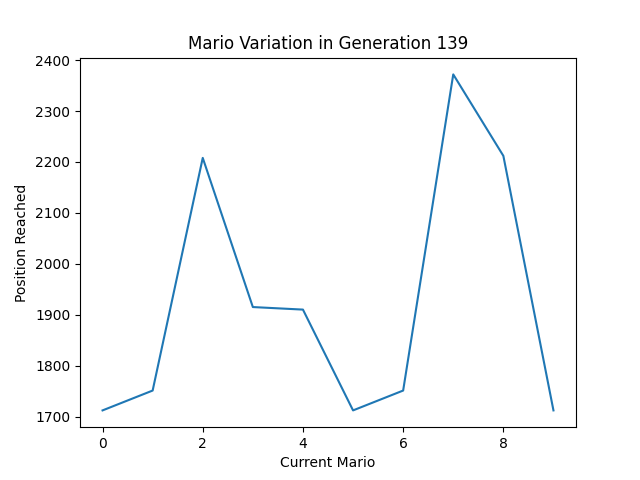 Mario Variation in Generation 139
2400
2300
2200
2100
2000
1900
1800
1700
Position Reached
0 2 4 6 8
Current Mario